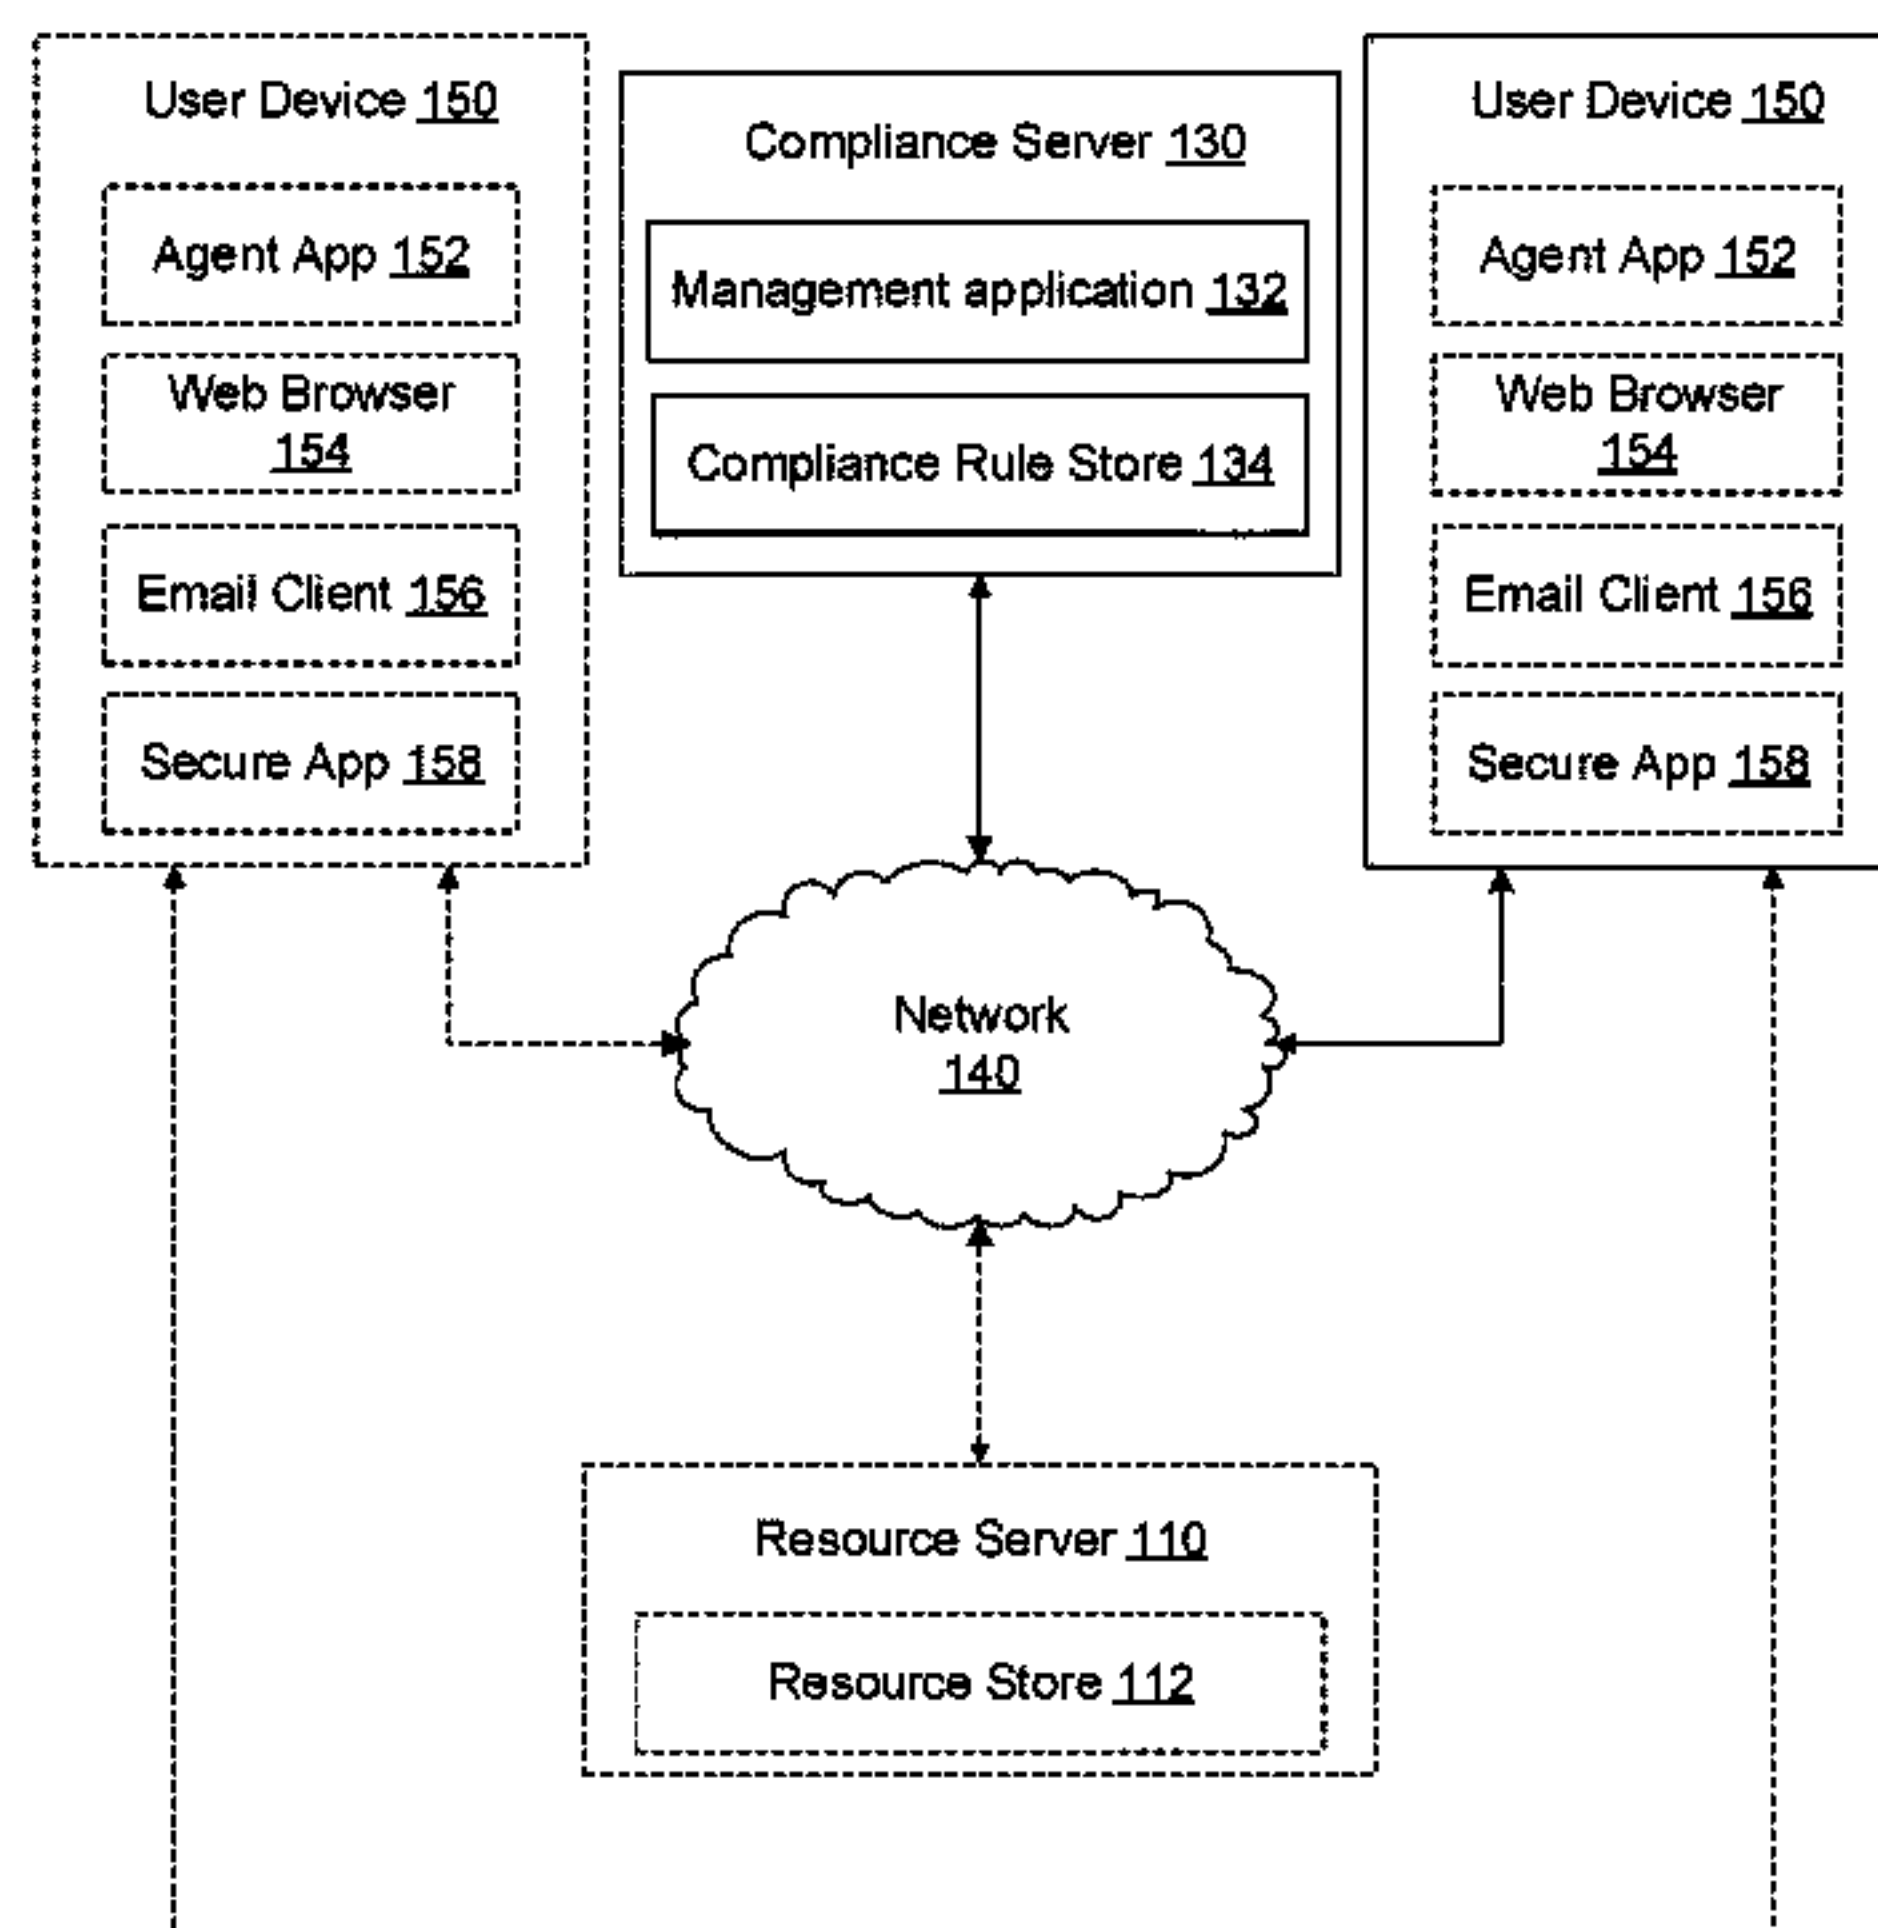 User Device 150
Agent App 152
Web Browser
154
Email Client 156
Secure App 158
Compliance Server 130
Management application 132
Compliance Rule Store 134
User Device 150
Agent App 152
Web Browser
154
Email Client 156
Secure App 158
Network
140
Resource Server 110
Resource Store 112